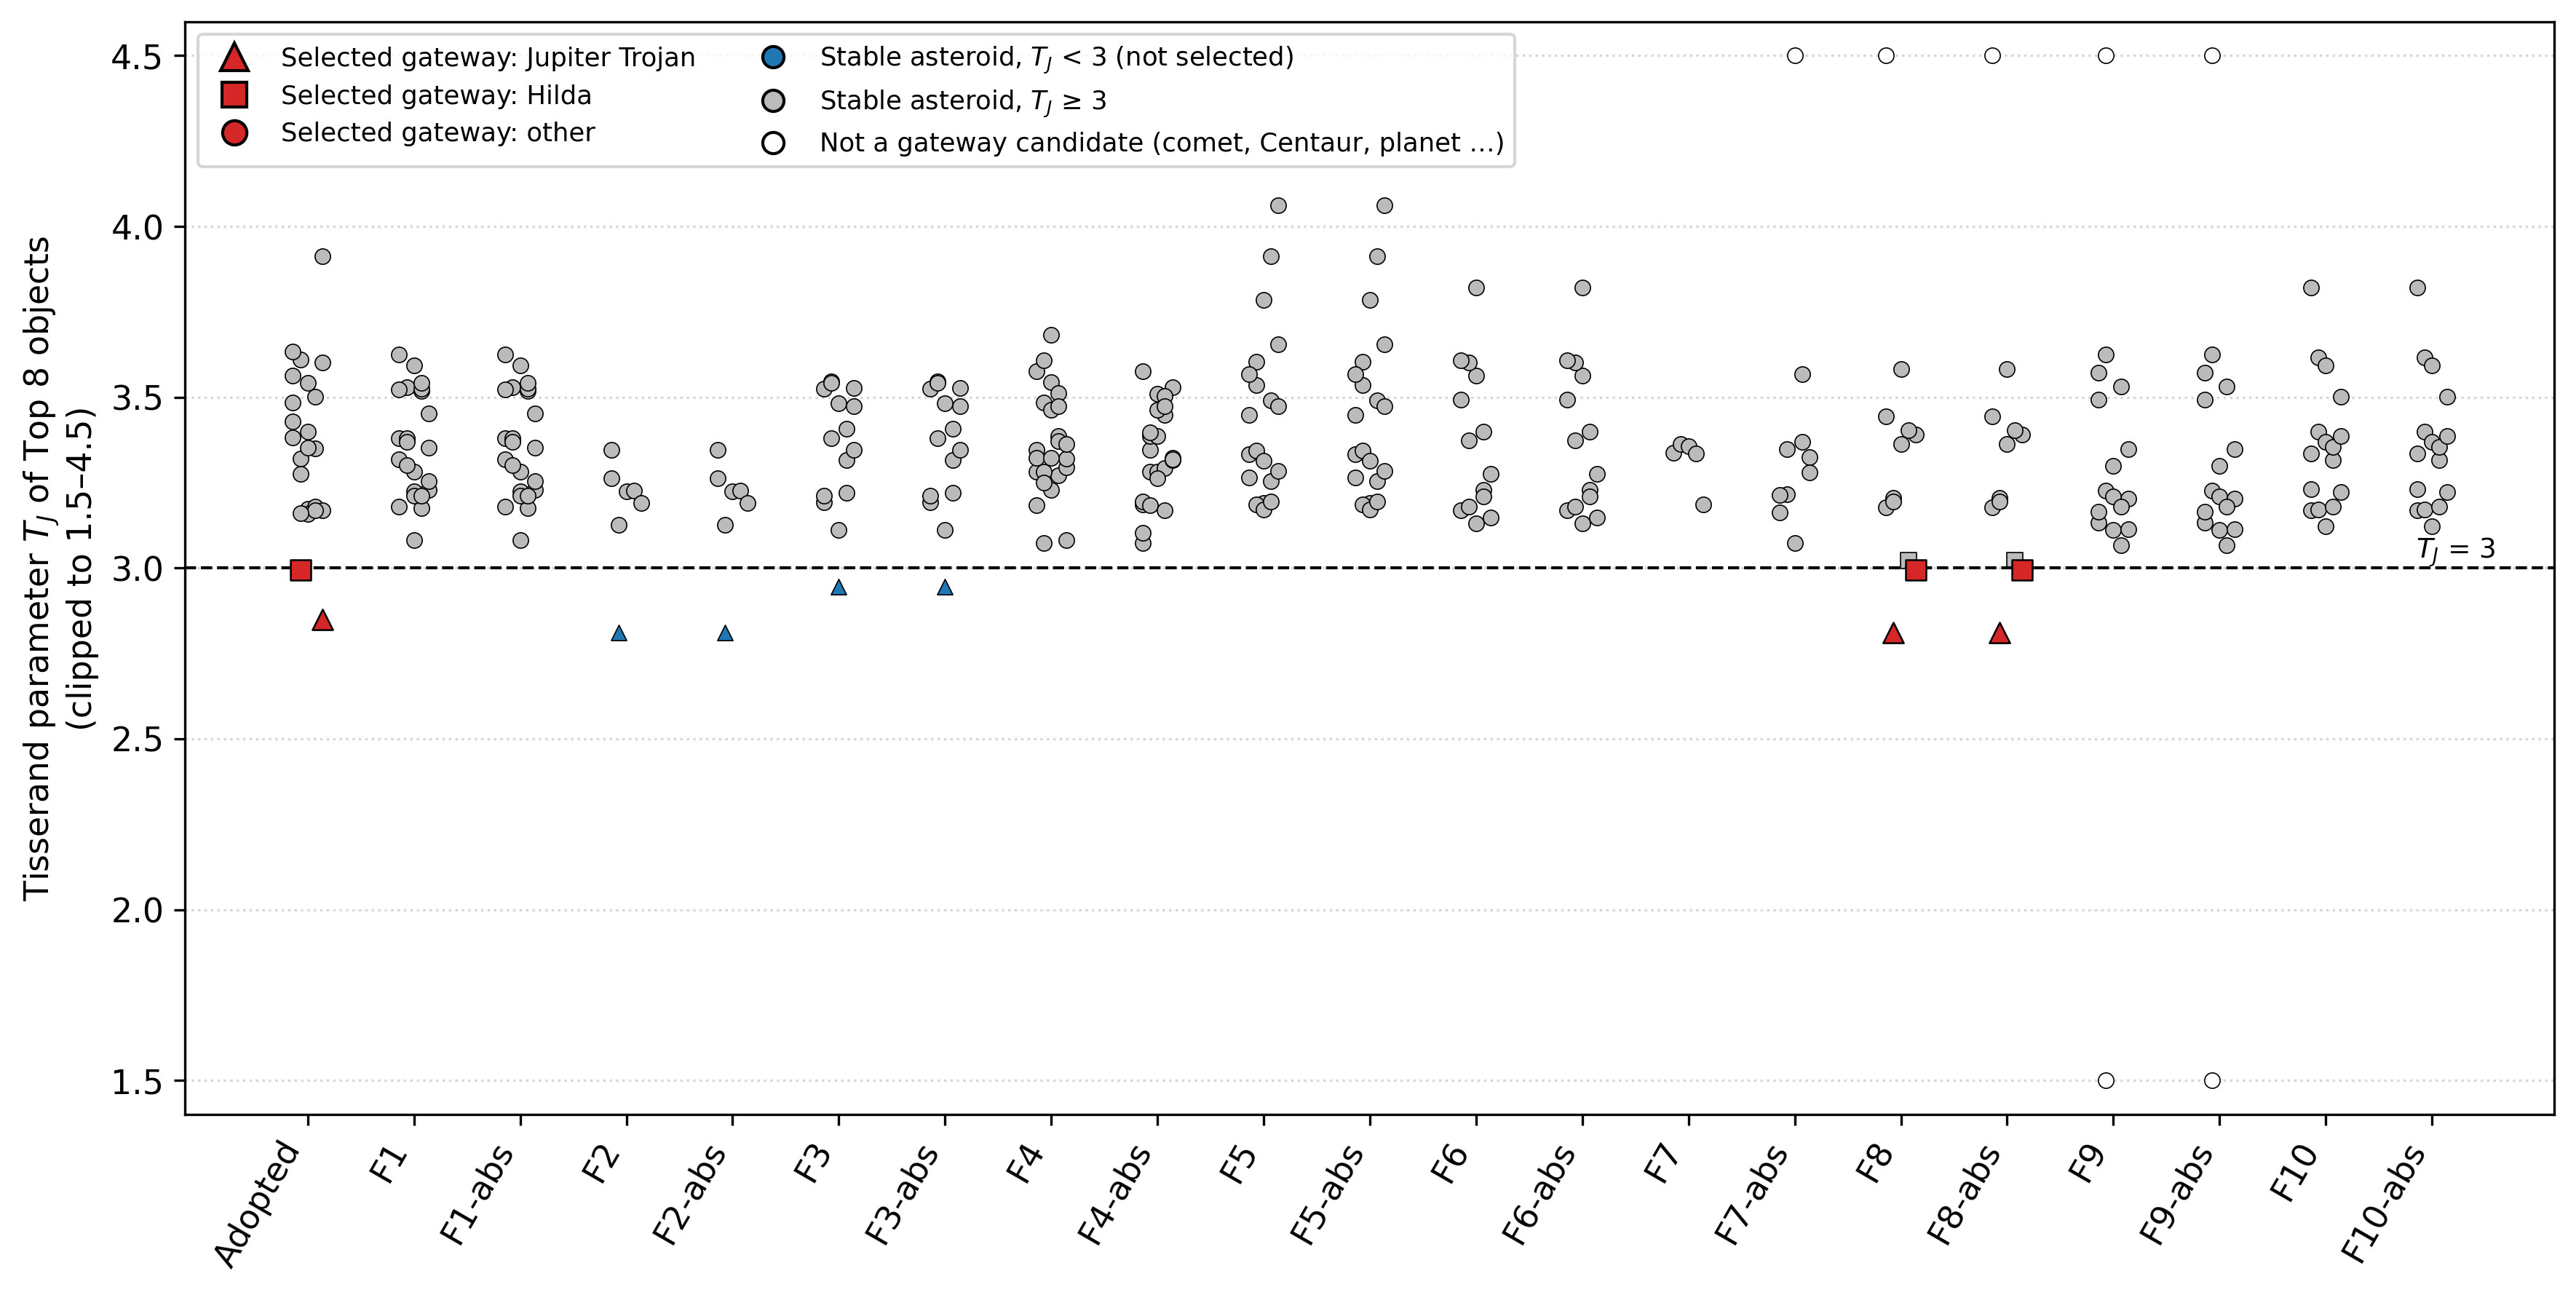 Selected gateway: Jupiter Trojan
Selected gateway: Hilda
Selected gateway: other
Stable asteroid, T_J < 3 (not selected)
Stable asteroid, T_J ≥ 3
Not a gateway candidate (comet, Centaur, planet ...)
Tisserand parameter T_J of Top 8 objects
(clipped to 1.5–4.5)
4.5
4.0
3.5
3.0
2.5
2.0
1.5
T_J = 3
Adopted
F1
F1-abs
F2
F2-abs
F3
F3-abs
F4
F4-abs
F5
F5-abs
F6
F6-abs
F7
F7-abs
F8
F8-abs
F9
F9-abs
F10
F10-abs